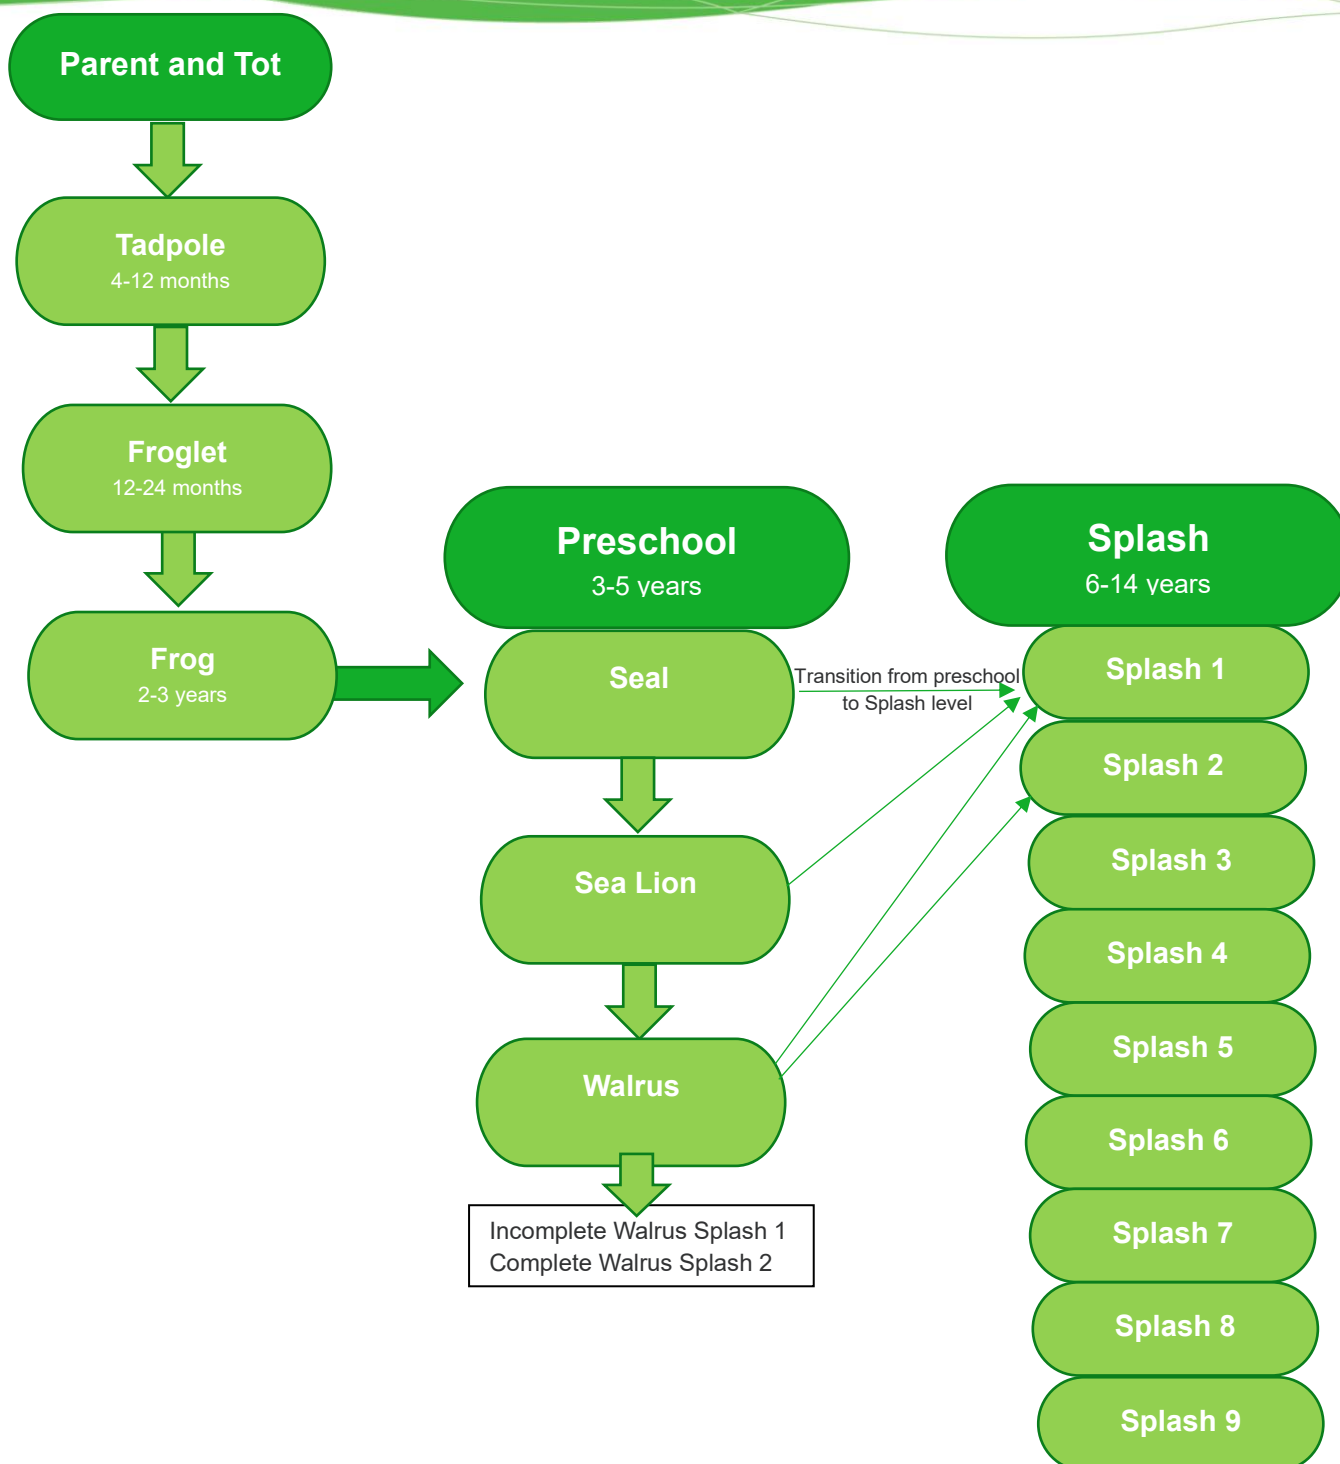 Parent and Tot
Tadpole
4-12 months
Froglet
12-24 months
Frog
2-3 years
Preschool
3-5 years
Seal
Sea Lion
Walrus
Incomplete Walrus Splash 1
Complete Walrus Splash 2
Transition from preschool
to Splash level
Splash
6-14 years
Splash 1
Splash 2
Splash 3
Splash 4
Splash 5
Splash 6
Splash 7
Splash 8
Splash 9